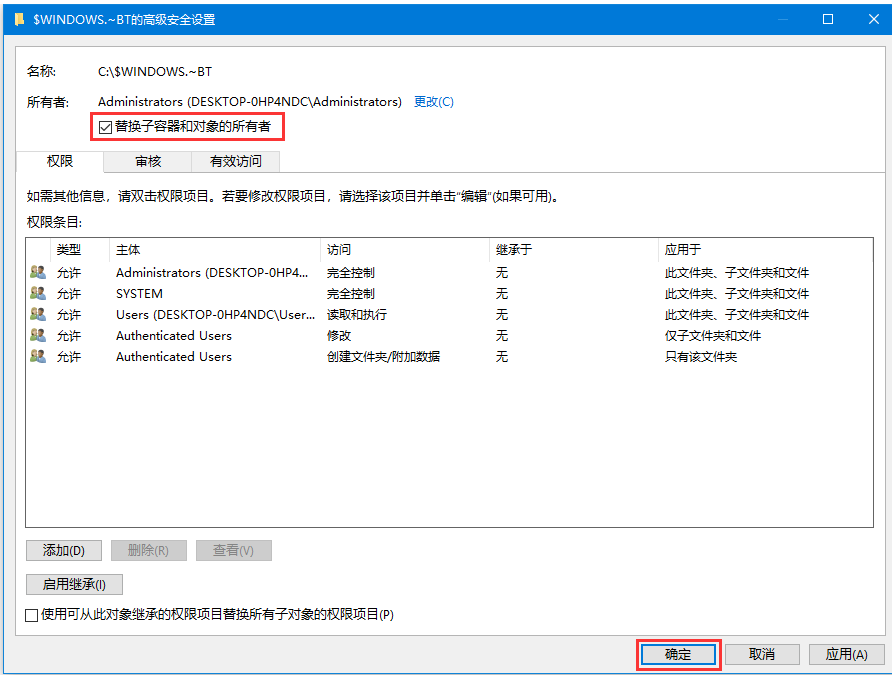 $WINDOWS.~BT的高级安全设置
名称: C:\$WINDOWS.~BT
所有者: Administrators (DESKTOP-0HP4NDC\Administrators) 更改(C)
替换子容器和对象的所有者
权限 审核 有效访问
如需其他信息，请双击权限项目。若要修改权限项目，请选择该项目并单击“编辑”(如果可用)。
权限条目:
类型 主体 访问 继承于 应用于
允许 Administrators (DESKTOP-0HP4... 完全控制 无 此文件夹、子文件夹和文件
允许 SYSTEM 完全控制 无 此文件夹、子文件夹和文件
允许 Users (DESKTOP-0HP4NDC\User... 读取和执行 无 此文件夹、子文件夹和文件
允许 Authenticated Users 修改 无 仅子文件夹和文件
允许 Authenticated Users 创建文件夹/附加数据 无 只有该文件夹
添加(D) 删除(R) 查看(V)
启用继承(I)
使用可从此对象继承的权限项目替换所有子对象的权限项目(P)
确定 取消 应用(A)